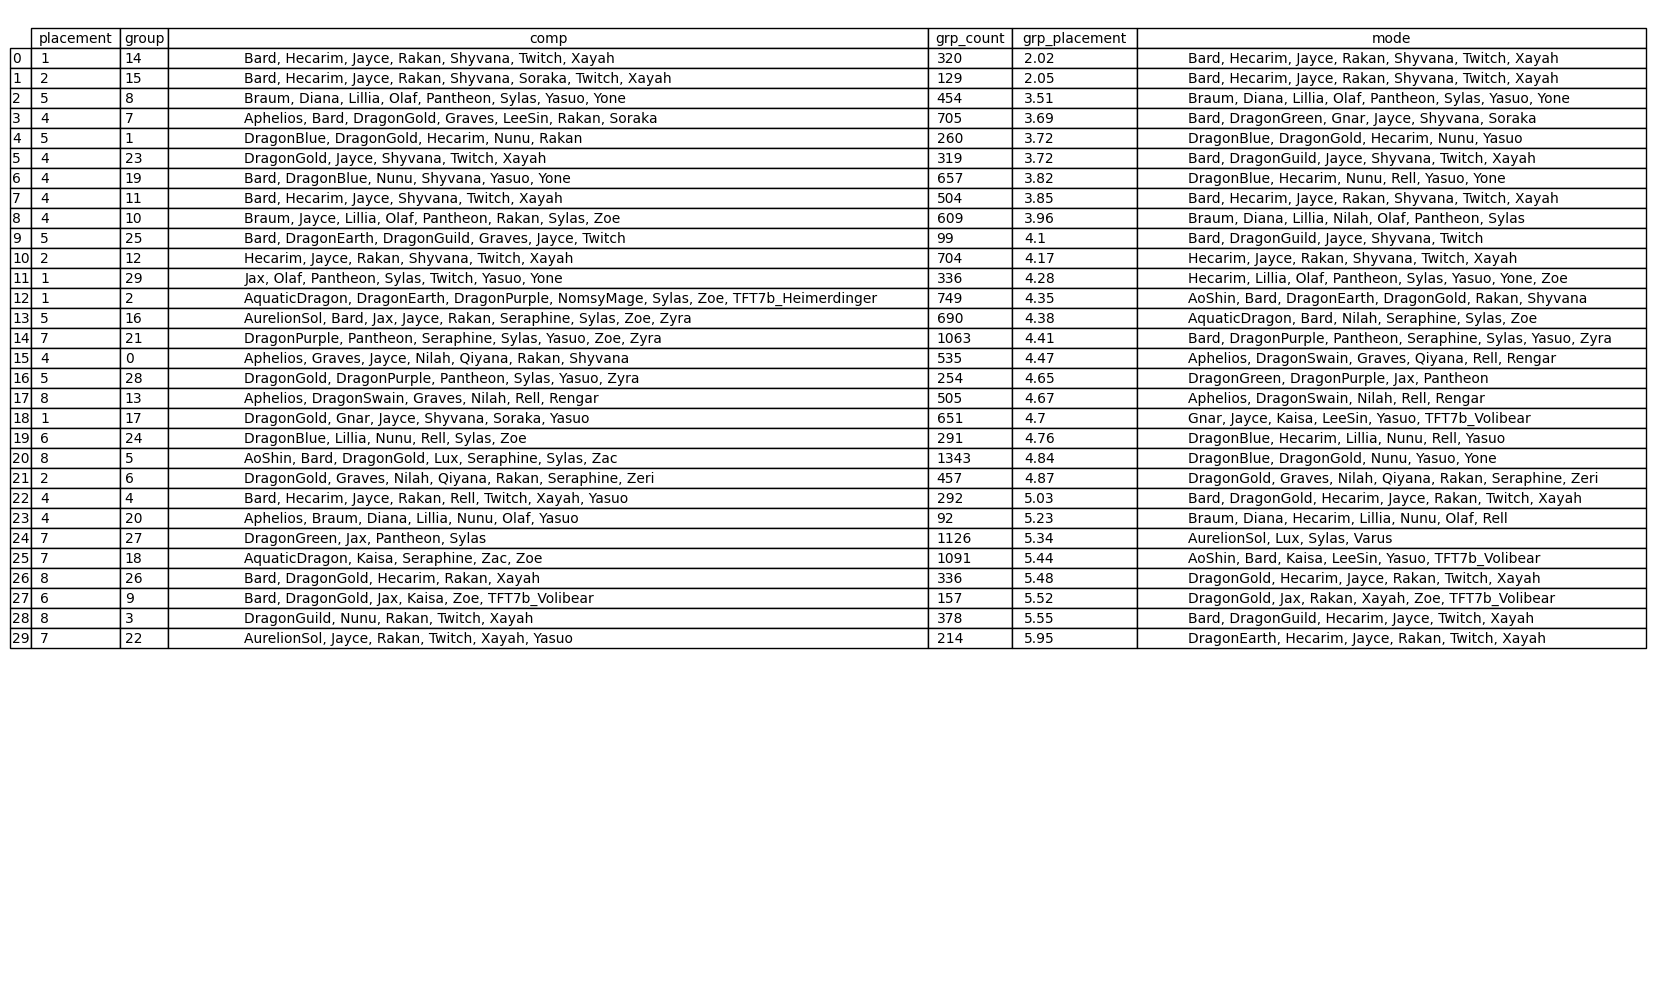 placement group comp grp_count grp_placement mode
0 1 14 Bard, Hecarim, Jayce, Rakan, Shyvana, Twitch, Xayah 320 2.02 Bard, Hecarim, Jayce, Rakan, Shyvana, Twitch, Xayah
1 2 15 Bard, Hecarim, Jayce, Rakan, Shyvana, Soraka, Twitch, Xayah 129 2.05 Bard, Hecarim, Jayce, Rakan, Shyvana, Twitch, Xayah
2 5 8 Braum, Diana, Lillia, Olaf, Pantheon, Sylas, Yasuo, Yone 454 3.51 Braum, Diana, Lillia, Olaf, Pantheon, Sylas, Yasuo, Yone
3 4 7 Aphelios, Bard, DragonGold, Graves, LeeSin, Rakan, Soraka 705 3.69 Bard, DragonGreen, Gnar, Jayce, Shyvana, Soraka
4 5 1 DragonBlue, DragonGold, Hecarim, Nunu, Rakan 260 3.72 DragonBlue, DragonGold, Hecarim, Nunu, Yasuo
5 4 23 DragonGold, Jayce, Shyvana, Twitch, Xayah 319 3.72 Bard, DragonGuild, Jayce, Shyvana, Twitch, Xayah
6 4 19 Bard, DragonBlue, Nunu, Shyvana, Yasuo, Yone 657 3.82 DragonBlue, Hecarim, Nunu, Rell, Yasuo, Yone
7 4 11 Bard, Hecarim, Jayce, Shyvana, Twitch, Xayah 504 3.85 Bard, Hecarim, Jayce, Rakan, Shyvana, Twitch, Xayah
8 4 10 Braum, Jayce, Lillia, Olaf, Pantheon, Rakan, Sylas, Zoe 609 3.96 Braum, Diana, Lillia, Nilah, Olaf, Pantheon, Sylas
9 5 25 Bard, DragonEarth, DragonGuild, Graves, Jayce, Twitch 99 4.1 Bard, DragonGuild, Jayce, Shyvana, Twitch
10 2 12 Hecarim, Jayce, Rakan, Shyvana, Twitch, Xayah 704 4.17 Hecarim, Jayce, Rakan, Shyvana, Twitch, Xayah
11 1 29 Jax, Olaf, Pantheon, Sylas, Twitch, Yasuo, Yone 336 4.28 Hecarim, Lillia, Olaf, Pantheon, Sylas, Yasuo, Yone, Zoe
12 1 2 AquaticDragon, DragonEarth, DragonPurple, NomsyMage, Sylas, Zoe, TFT7b_Heimerdinger 749 4.35 AoShin, Bard, DragonEarth, DragonGold, Rakan, Shyvana
13 5 16 AurelionSol, Bard, Jax, Jayce, Rakan, Seraphine, Sylas, Zoe, Zyra 690 4.38 AquaticDragon, Bard, Nilah, Seraphine, Sylas, Zoe
14 7 21 DragonPurple, Pantheon, Seraphine, Sylas, Yasuo, Zoe, Zyra 1063 4.41 Bard, DragonPurple, Pantheon, Seraphine, Sylas, Yasuo, Zyra
15 4 0 Aphelios, Graves, Jayce, Nilah, Qiyana, Rakan, Shyvana 535 4.47 Aphelios, DragonSwain, Graves, Qiyana, Rell, Rengar
16 5 28 DragonGold, DragonPurple, Pantheon, Sylas, Yasuo, Zyra 254 4.65 DragonGreen, DragonPurple, Jax, Pantheon
17 8 13 Aphelios, DragonSwain, Graves, Nilah, Rell, Rengar 505 4.67 Aphelios, DragonSwain, Nilah, Rell, Rengar
18 1 17 DragonGold, Gnar, Jayce, Shyvana, Soraka, Yasuo 651 4.7 Gnar, Jayce, Kaisa, LeeSin, Yasuo, TFT7b_Volibear
19 6 24 DragonBlue, Lillia, Nunu, Rell, Sylas, Zoe 291 4.76 DragonBlue, Hecarim, Lillia, Nunu, Rell, Yasuo
20 8 5 AoShin, Bard, DragonGold, Lux, Seraphine, Sylas, Zac 1343 4.84 DragonBlue, DragonGold, Nunu, Yasuo, Yone
21 2 6 DragonGold, Graves, Nilah, Qiyana, Rakan, Seraphine, Zeri 457 4.87 DragonGold, Graves, Nilah, Qiyana, Rakan, Seraphine, Zeri
22 4 4 Bard, Hecarim, Jayce, Rakan, Rell, Twitch, Xayah, Yasuo 292 5.03 Bard, DragonGold, Hecarim, Jayce, Rakan, Twitch, Xayah
23 4 20 Aphelios, Braum, Diana, Lillia, Nunu, Olaf, Yasuo 92 5.23 Braum, Diana, Hecarim, Lillia, Nunu, Olaf, Rell
24 7 27 DragonGreen, Jax, Pantheon, Sylas 1126 5.34 AurelionSol, Lux, Sylas, Varus
25 7 18 AquaticDragon, Kaisa, Seraphine, Zac, Zoe 1091 5.44 AoShin, Bard, Kaisa, LeeSin, Yasuo, TFT7b_Volibear
26 8 26 Bard, DragonGold, Hecarim, Rakan, Xayah 336 5.48 DragonGold, Hecarim, Jayce, Rakan, Twitch, Xayah
27 6 9 Bard, DragonGold, Jax, Kaisa, Zoe, TFT7b_Volibear 157 5.52 DragonGold, Jax, Rakan, Xayah, Zoe, TFT7b_Volibear
28 8 3 DragonGuild, Nunu, Rakan, Twitch, Xayah 378 5.55 Bard, DragonGuild, Hecarim, Jayce, Twitch, Xayah
29 7 22 AurelionSol, Jayce, Rakan, Twitch, Xayah, Yasuo 214 5.95 DragonEarth, Hecarim, Jayce, Rakan, Twitch, Xayah